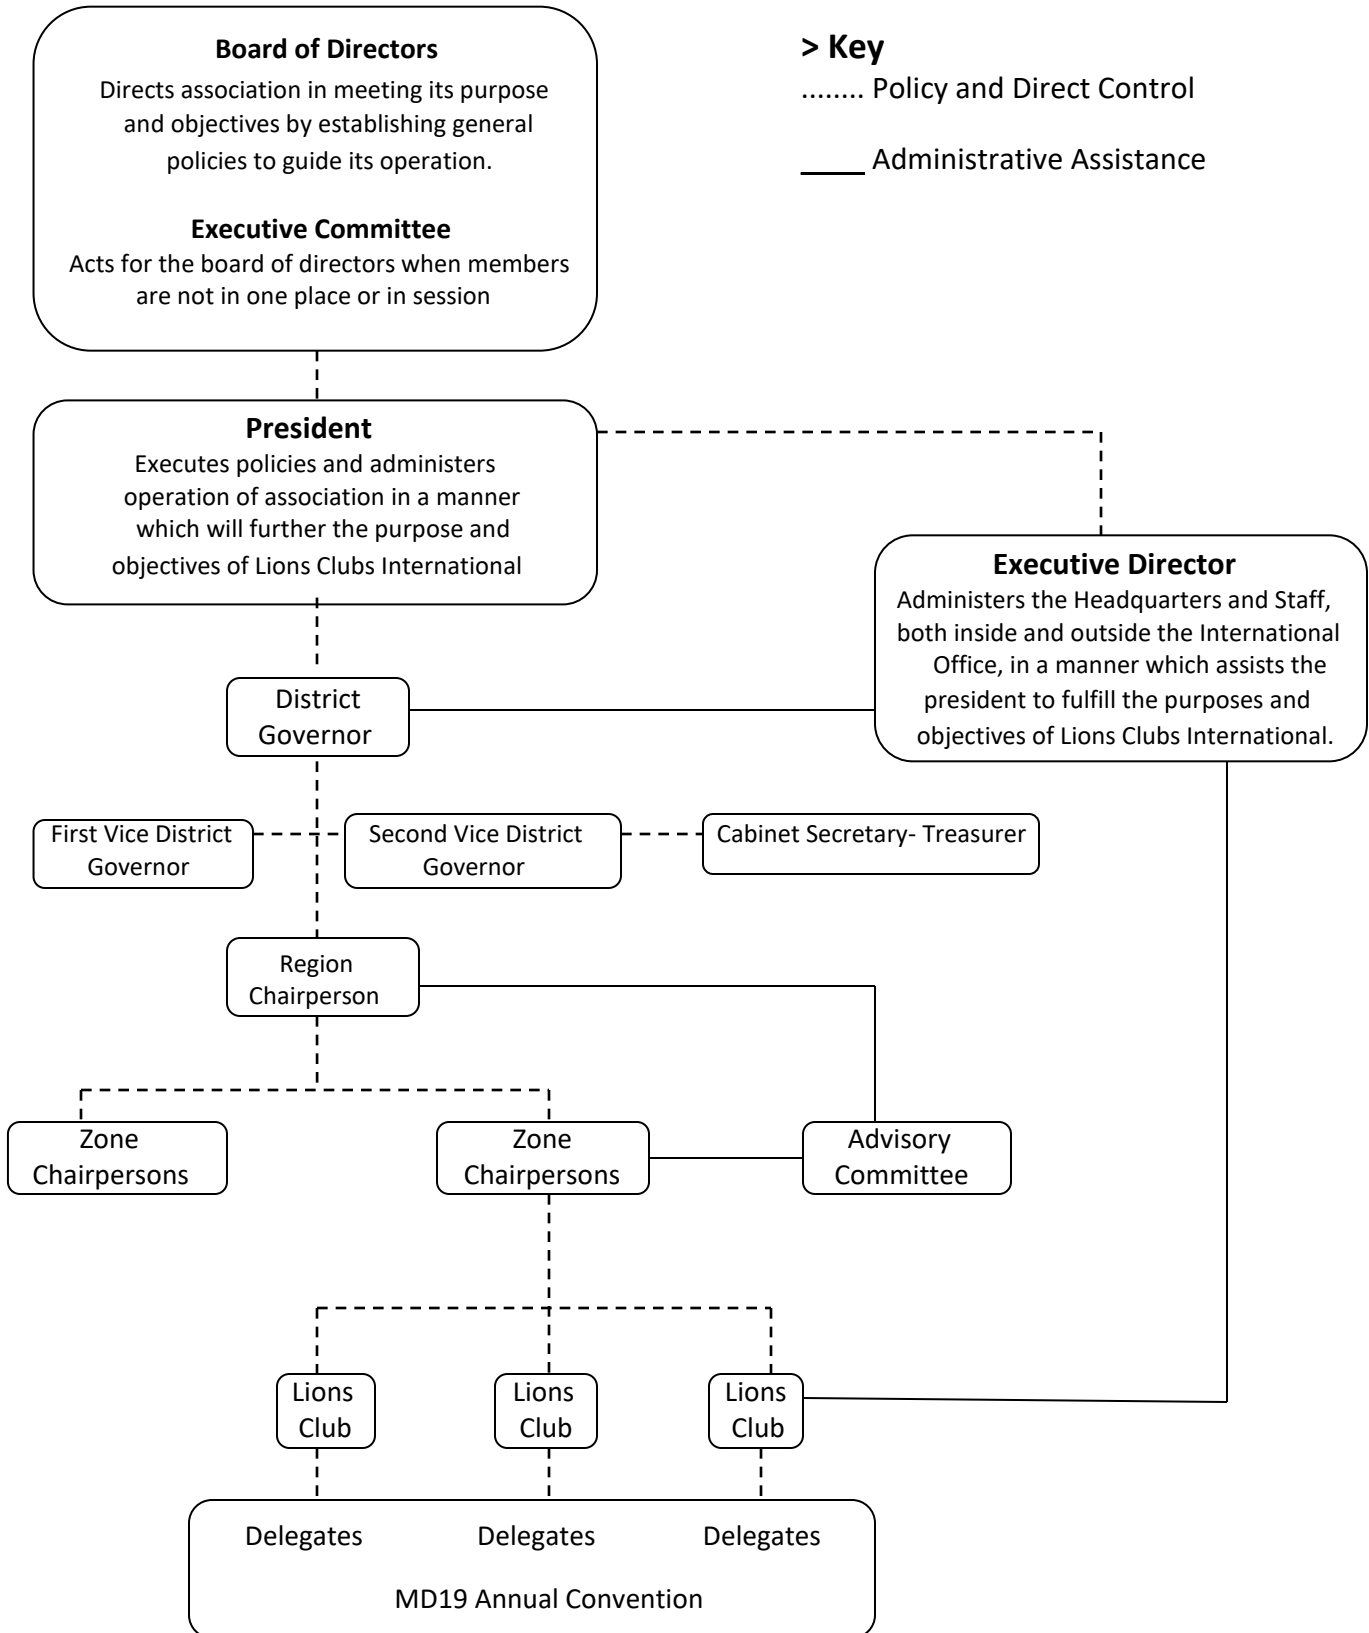 Board of Directors
Directs association in meeting its purpose
and objectives by establishing general
policies to guide its operation.
Executive Committee
Acts for the board of directors when members
are not in one place or in session
> Key
........ Policy and Direct Control
____ Administrative Assistance
President
Executes policies and administers
operation of association in a manner
which will further the purpose and
objectives of Lions Clubs International
Executive Director
Administers the Headquarters and Staff,
both inside and outside the International
Office, in a manner which assists the
president to fulfill the purposes and
objectives of Lions Clubs International.
District
Governor
First Vice District
Governor
Second Vice District
Governor
Cabinet Secretary- Treasurer
Region
Chairperson
Zone
Chairpersons
Zone
Chairpersons
Advisory
Committee
Lions
Club
Lions
Club
Lions
Club
Delegates
Delegates
Delegates
MD19 Annual Convention